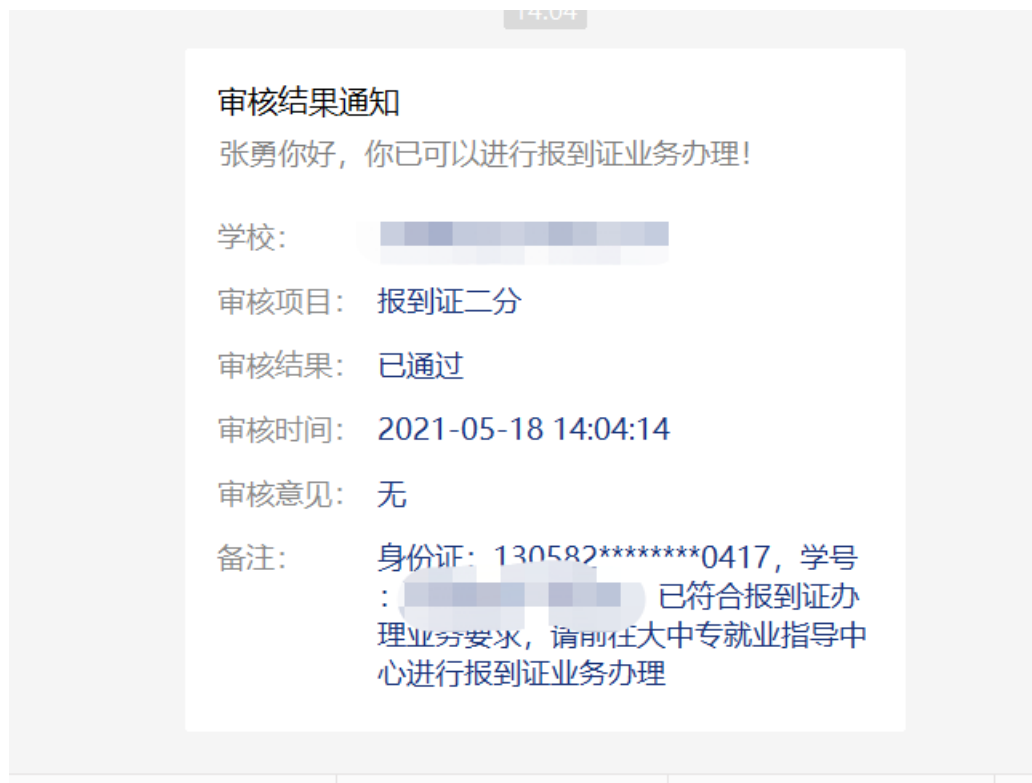 14:04
审核结果通知
张勇你好，你已可以进行报到证业务办理！
学校：
审核项目： 报到证二分
审核结果： 已通过
审核时间： 2021-05-18 14:04:14
审核意见： 无
备注： 身份证：130582********0417，学号
： 已符合报到证办
理业务要求，请前往大中专就业指导中
心进行报到证业务办理